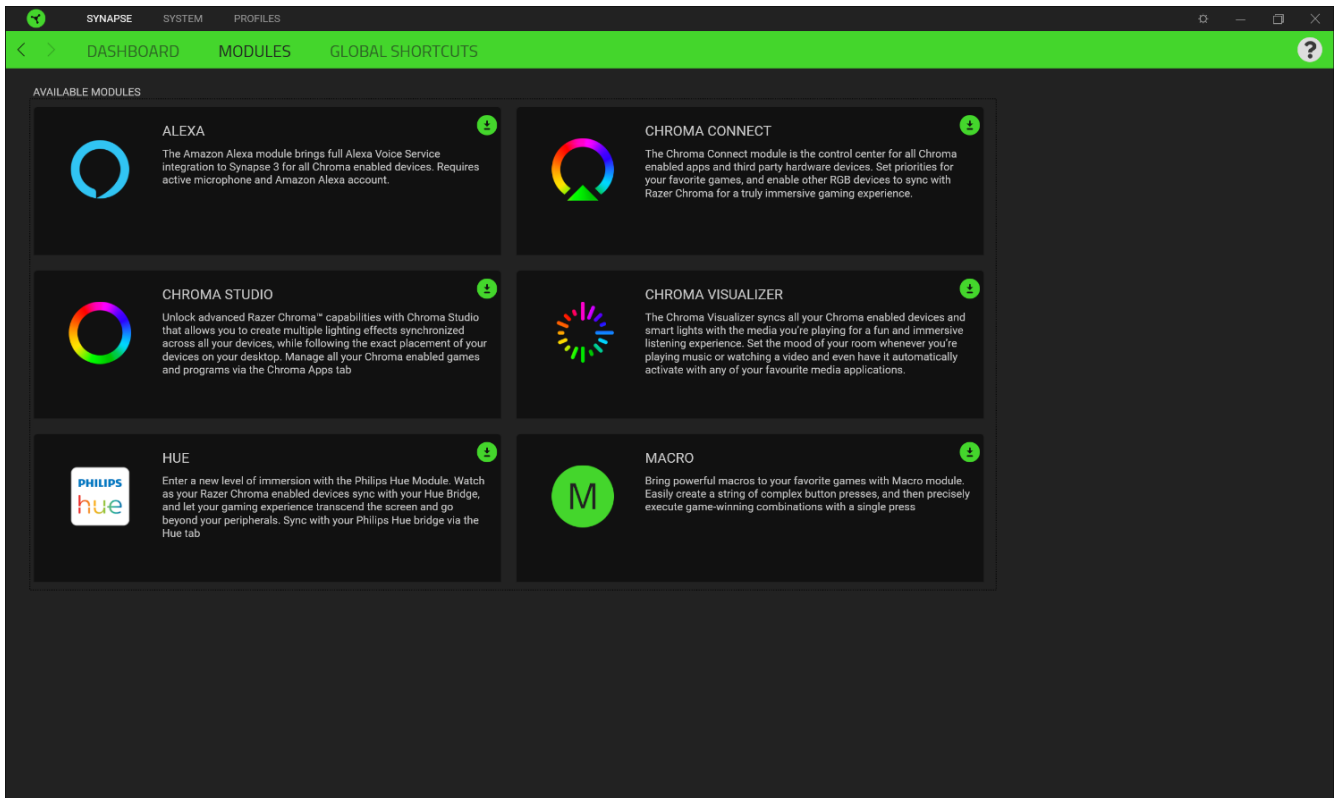 SYNAPSE SYSTEM PROFILES
DASHBOARD MODULES GLOBAL SHORTCUTS ?
AVAILABLE MODULES
ALEXA
The Amazon Alexa module brings full Alexa Voice Service
integration to Synapse 3 for all Chroma enabled devices. Requires
active microphone and Amazon Alexa account.
CHROMA CONNECT
The Chroma Connect module is the control center for all Chroma
enabled apps and third party hardware devices. Set priorities for
your favorite games, and enable other RGB devices to sync with
Razer Chroma for a truly immersive gaming experience.
CHROMA STUDIO
Unlock advanced Razer Chroma™ capabilities with Chroma Studio
that allows you to create multiple lighting effects synchronized
across all your devices, while following the exact placement of your
devices on your desktop. Manage all your Chroma enabled games
and programs via the Chroma Apps tab
CHROMA VISUALIZER
The Chroma Visualizer syncs all your Chroma enabled devices and
smart lights with the media you're playing for a fun and immersive
listening experience. Set the mood of your room whenever you're
playing music or watching a video and even have it automatically
activate with any of your favourite media applications.
PHILIPS
hue
HUE
Enter a new level of immersion with the Philips Hue Module. Watch
as your Razer Chroma enabled devices sync with your Hue Bridge,
and let your gaming experience transcend the screen and go
beyond your peripherals. Sync with your Philips Hue bridge via the
Hue tab
M
MACRO
Bring powerful macros to your favorite games with Macro module.
Easily create a string of complex button presses, and then precisely
execute game-winning combinations with a single press